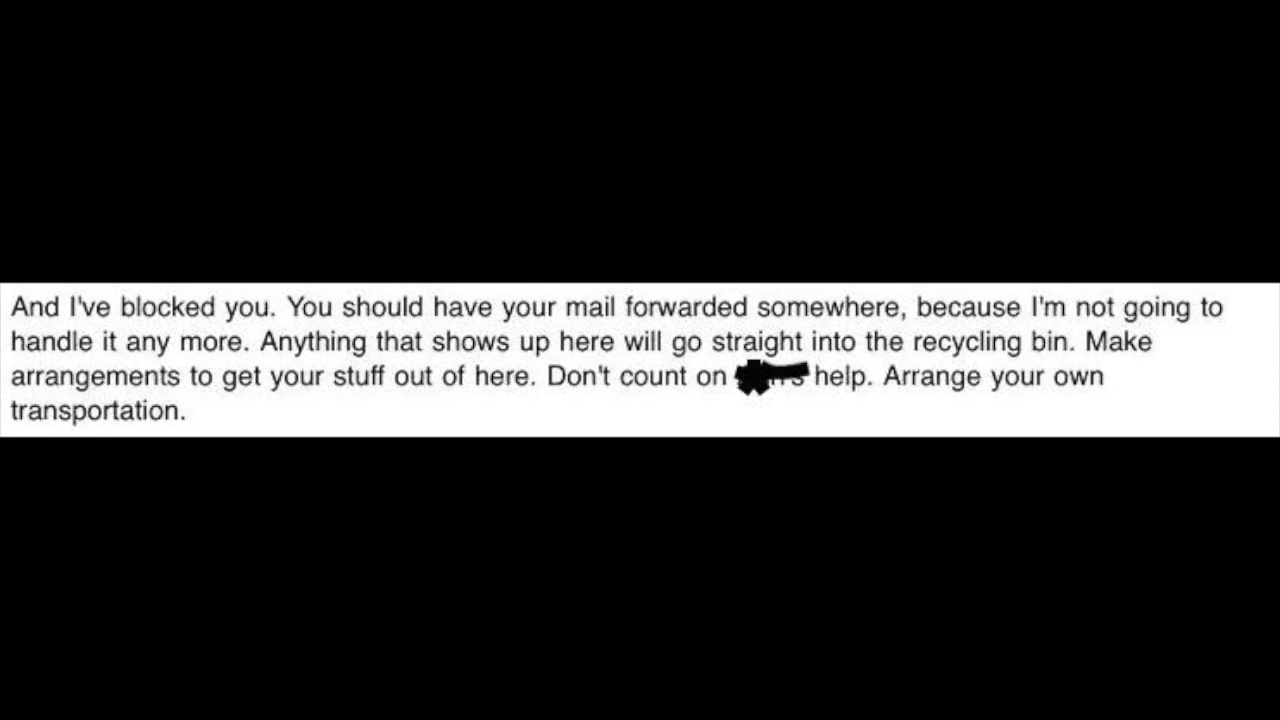 And I've blocked you. You should have your mail forwarded somewhere, because I'm not going to
handle it any more. Anything that shows up here will go straight into the recycling bin. Make
arrangements to get your stuff out of here. Don't count on help. Arrange your own
transportation.